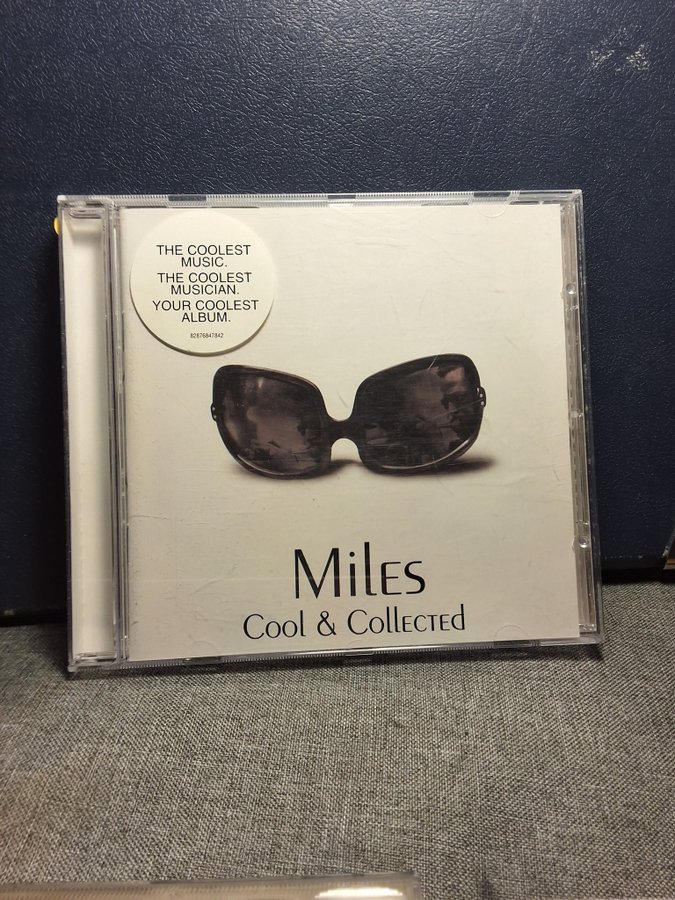 THE COOLEST
MUSIC.
THE COOLEST
MUSICIAN.
YOUR COOLEST
ALBUM.
82876847842
Miles
Cool & Collected